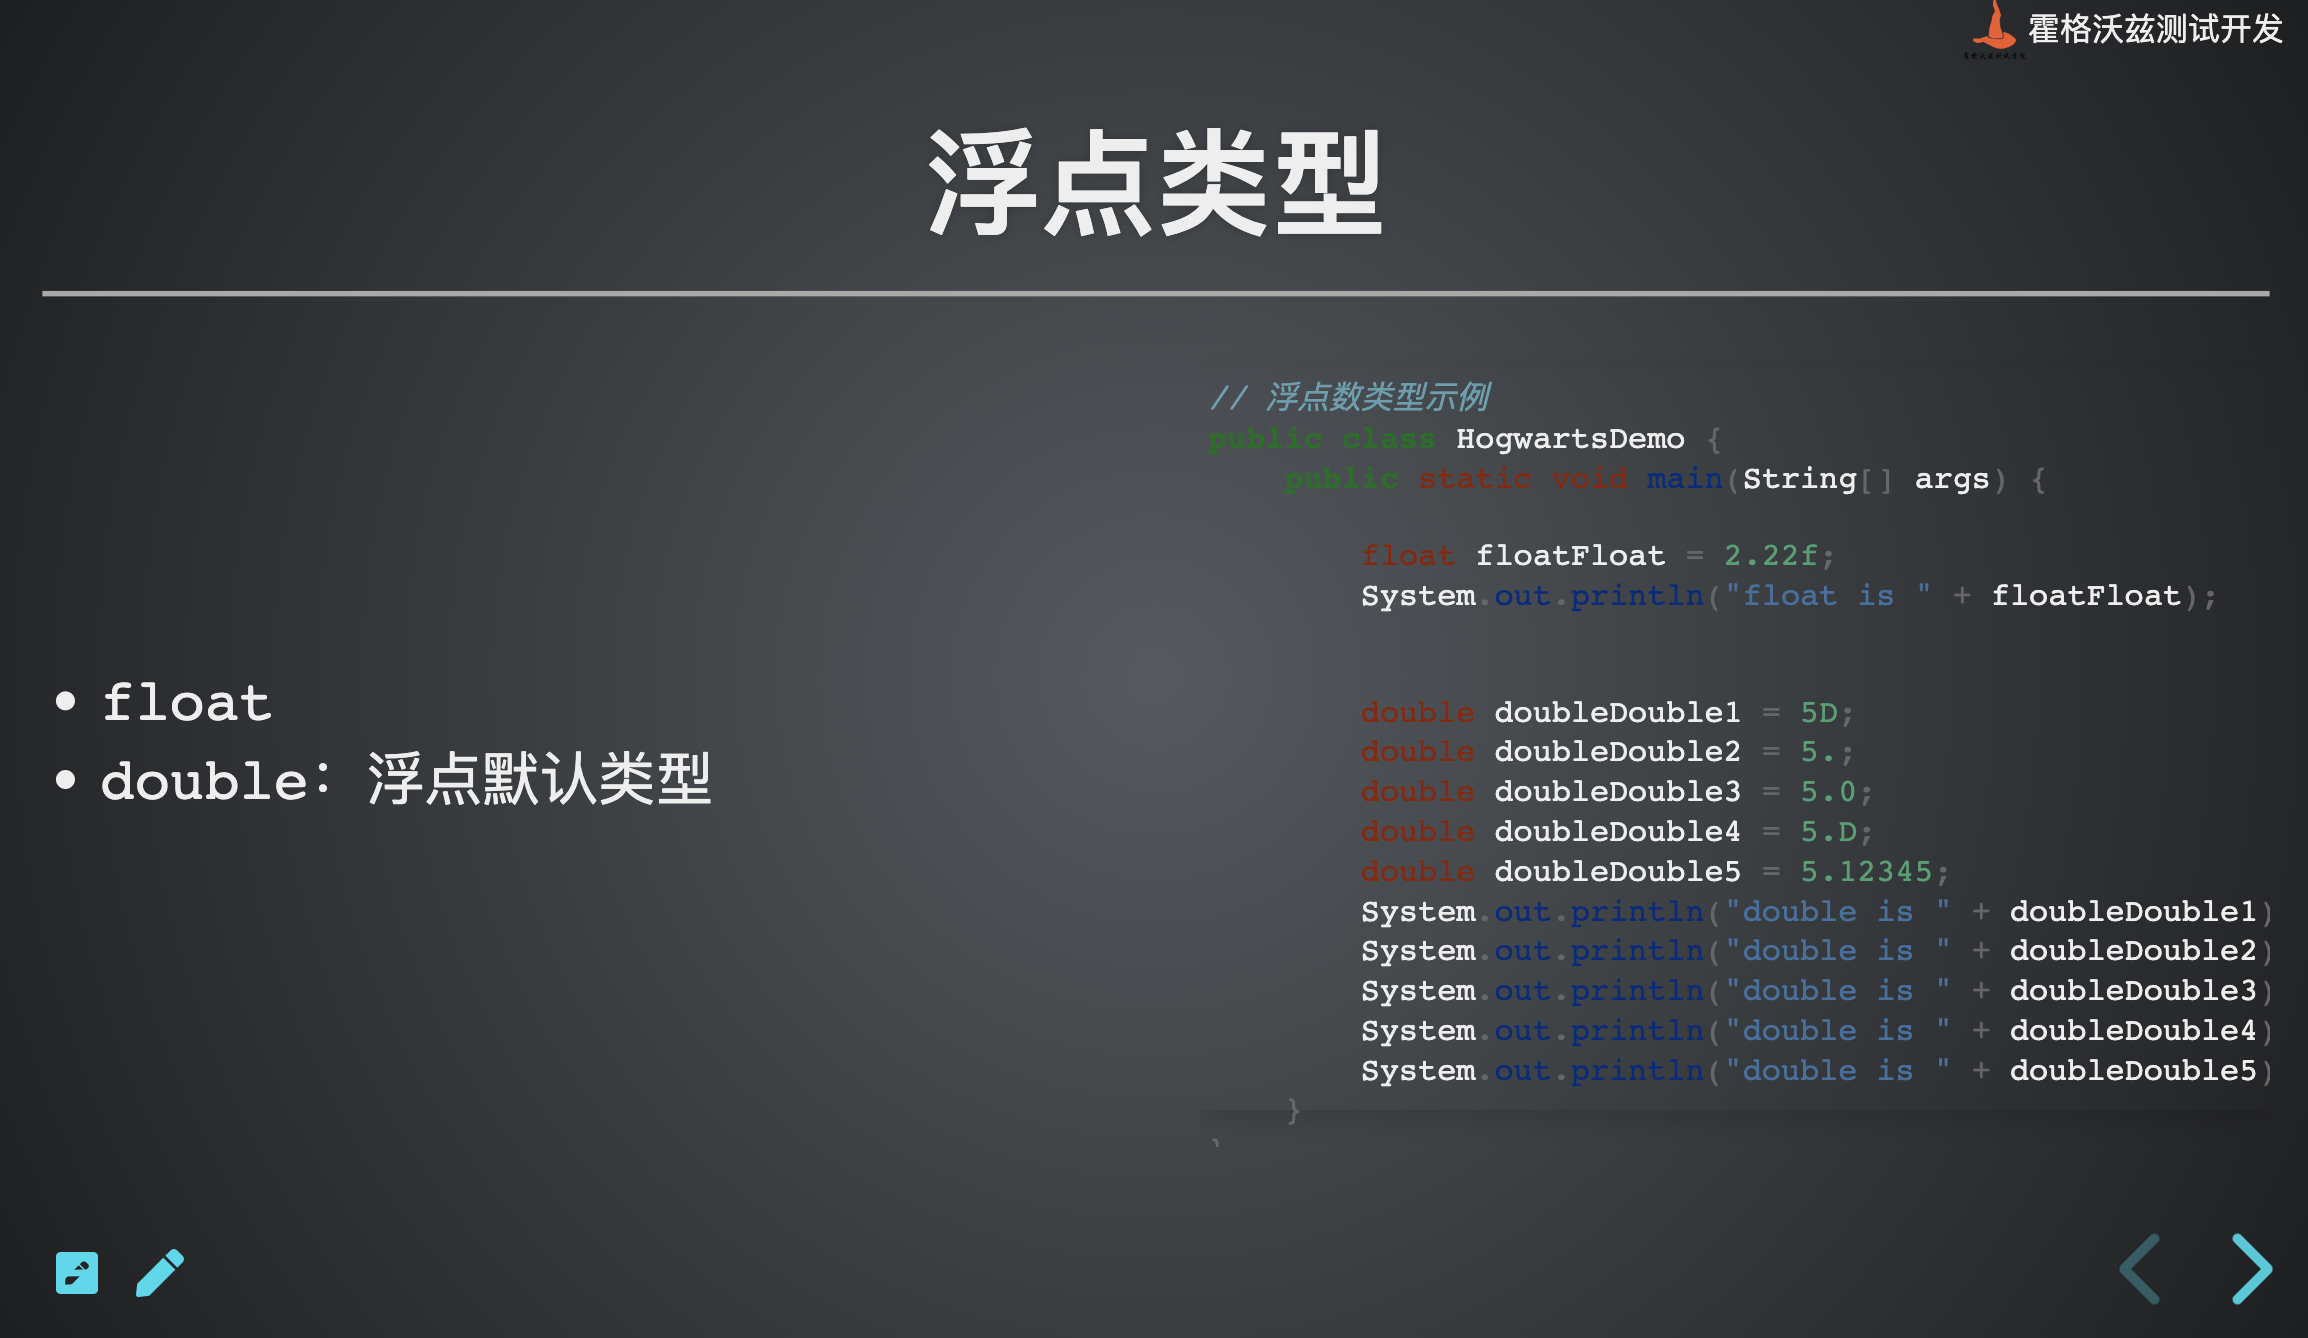 霍格沃兹测试开发
浮点类型
• float
• double：浮点默认类型
// 浮点数类型示例
public class HogwartsDemo {
    public static void main(String[] args) {
        float floatFloat = 2.22f;
        System.out.println("float is " + floatFloat);
        double doubleDouble1 = 5D;
        double doubleDouble2 = 5.;
        double doubleDouble3 = 5.0;
        double doubleDouble4 = 5.D;
        double doubleDouble5 = 5.12345;
        System.out.println("double is " + doubleDouble1)
        System.out.println("double is " + doubleDouble2)
        System.out.println("double is " + doubleDouble3)
        System.out.println("double is " + doubleDouble4)
        System.out.println("double is " + doubleDouble5)
    }